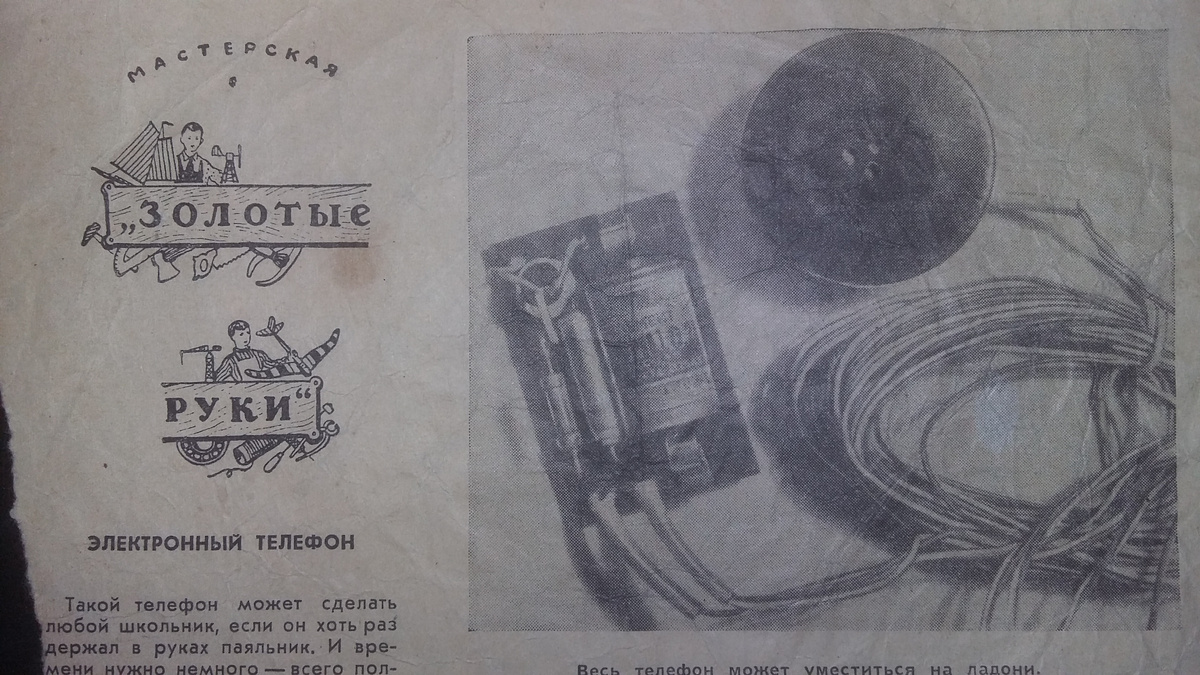 МАСТЕРСКАЯ
„ЗОЛОТЫЕ
РУКИ“
ЭЛЕКТРОННЫЙ ТЕЛЕФОН
Такой телефон может сделать
любой школьник, если он хоть раз
держал в руках паяльник. И вре-
мени нужно немного — всего пол-
Весь телефон может уместиться на ладони.